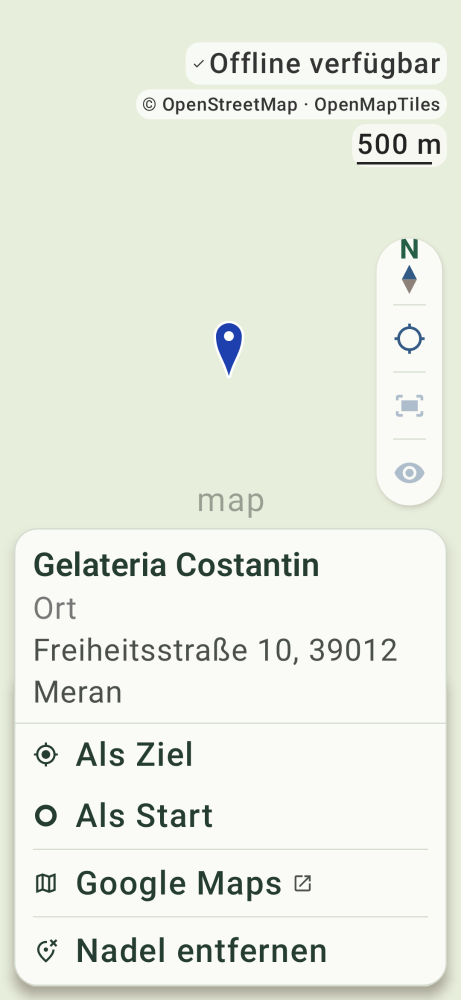 Offline verfügbar
© OpenStreetMap · OpenMapTiles
500 m
N
map
Gelateria Costantin
Ort
Freiheitsstraße 10, 39012
Meran
Als Ziel
Als Start
Google Maps
Nadel entfernen